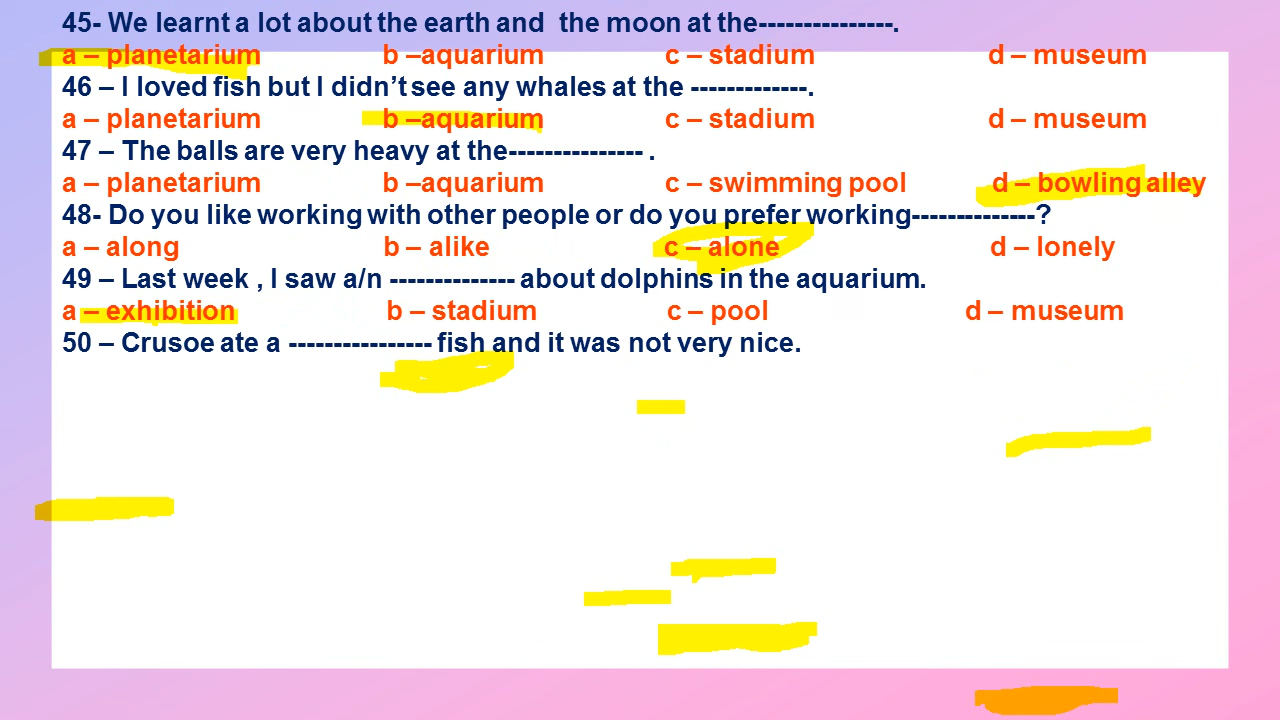 45- We learnt a lot about the earth and the moon at the---------------.
a – planetarium b –aquarium c – stadium d – museum
46 – I loved fish but I didn’t see any whales at the -------------.
a – planetarium b –aquarium c – stadium d – museum
47 – The balls are very heavy at the--------------- .
a – planetarium b –aquarium c – swimming pool d – bowling alley
48- Do you like working with other people or do you prefer working--------------?
a – along b – alike c – alone d – lonely
49 – Last week , I saw a/n -------------- about dolphins in the aquarium.
a – exhibition b – stadium c – pool d – museum
50 – Crusoe ate a ---------------- fish and it was not very nice.